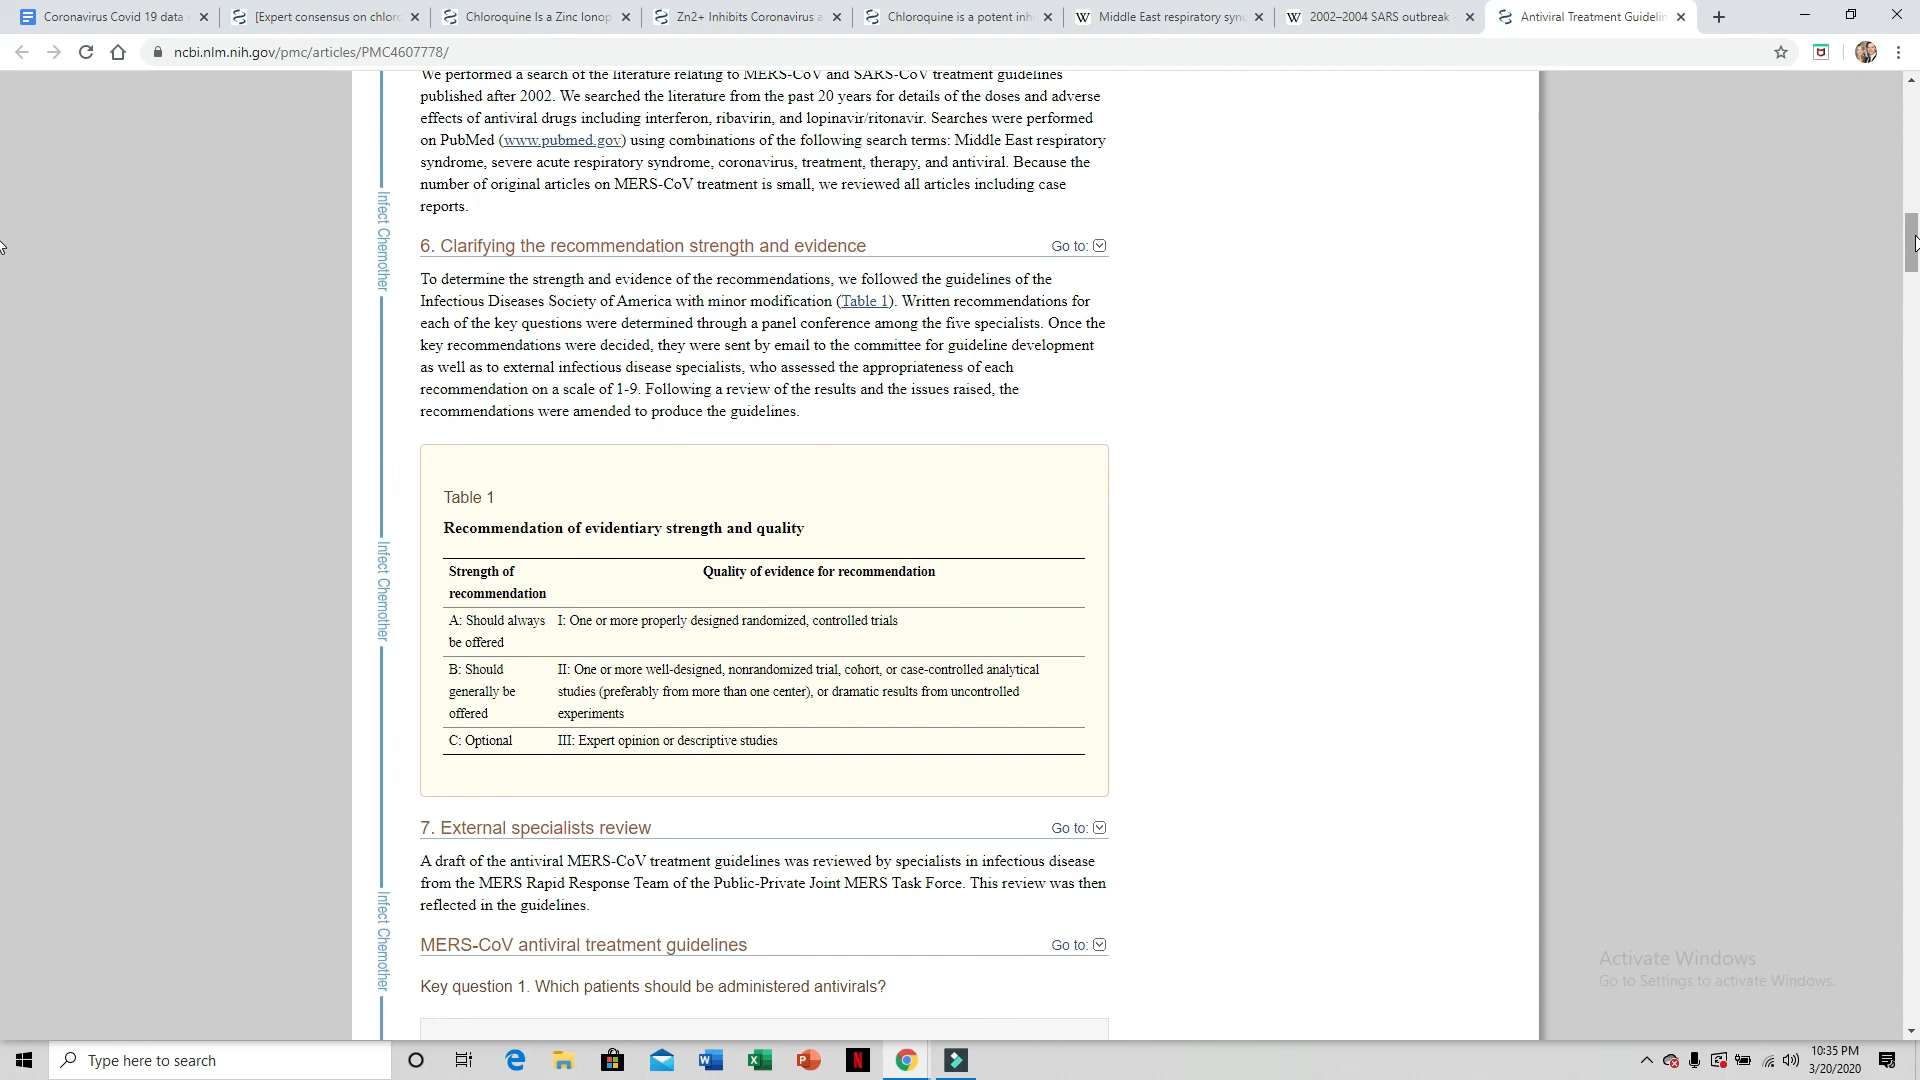 Coronavirus Covid 19 data
[Expert consensus on chlorc
Chloroquine Is a Zinc Ionop
Zn2+ Inhibits Coronavirus a
Chloroquine is a potent inh
Middle East respiratory sync
2002–2004 SARS outbreak
Antiviral Treatment Guidelin
ncbi.nlm.nih.gov/pmc/articles/PMC4607778/
We performed a search of the literature relating to MERS-CoV and SARS-CoV treatment guidelines
published after 2002. We searched the literature from the past 20 years for details of the doses and adverse
effects of antiviral drugs including interferon, ribavirin, and lopinavir/ritonavir. Searches were performed
on PubMed (www.pubmed.gov) using combinations of the following search terms: Middle East respiratory
syndrome, severe acute respiratory syndrome, coronavirus, treatment, therapy, and antiviral. Because the
number of original articles on MERS-CoV treatment is small, we reviewed all articles including case
reports.
Infect Chemother
6. Clarifying the recommendation strength and evidence
Go to:
To determine the strength and evidence of the recommendations, we followed the guidelines of the
Infectious Diseases Society of America with minor modification (Table 1). Written recommendations for
each of the key questions were determined through a panel conference among the five specialists. Once the
key recommendations were decided, they were sent by email to the committee for guideline development
as well as to external infectious disease specialists, who assessed the appropriateness of each
recommendation on a scale of 1-9. Following a review of the results and the issues raised, the
recommendations were amended to produce the guidelines.
Table 1
Recommendation of evidentiary strength and quality
Infect Chemother
Strength of
recommendation
Quality of evidence for recommendation
A: Should always
be offered
I: One or more properly designed randomized, controlled trials
B: Should
generally be
offered
II: One or more well-designed, nonrandomized trial, cohort, or case-controlled analytical
studies (preferably from more than one center), or dramatic results from uncontrolled
experiments
C: Optional
III: Expert opinion or descriptive studies
7. External specialists review
Go to:
A draft of the antiviral MERS-CoV treatment guidelines was reviewed by specialists in infectious disease
from the MERS Rapid Response Team of the Public-Private Joint MERS Task Force. This review was then
reflected in the guidelines.
Infect Chemother
MERS-CoV antiviral treatment guidelines
Go to:
Key question 1. Which patients should be administered antivirals?
Activate Windows
Go to Settings to activate Windows.
Type here to search
10:35 PM
3/20/2020